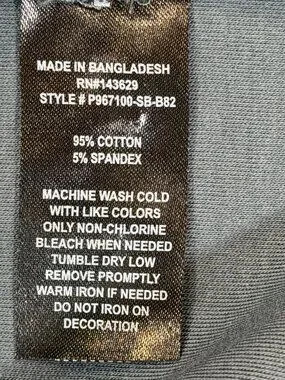 MADE IN BANGLADESH
RN#143629
STYLE # P967100-SB-B82
95% COTTON
5% SPANDEX
MACHINE WASH COLD
WITH LIKE COLORS
ONLY NON-CHLORINE
BLEACH WHEN NEEDED
TUMBLE DRY LOW
REMOVE PROMPTLY
WARM IRON IF NEEDED
DO NOT IRON ON
DECORATION